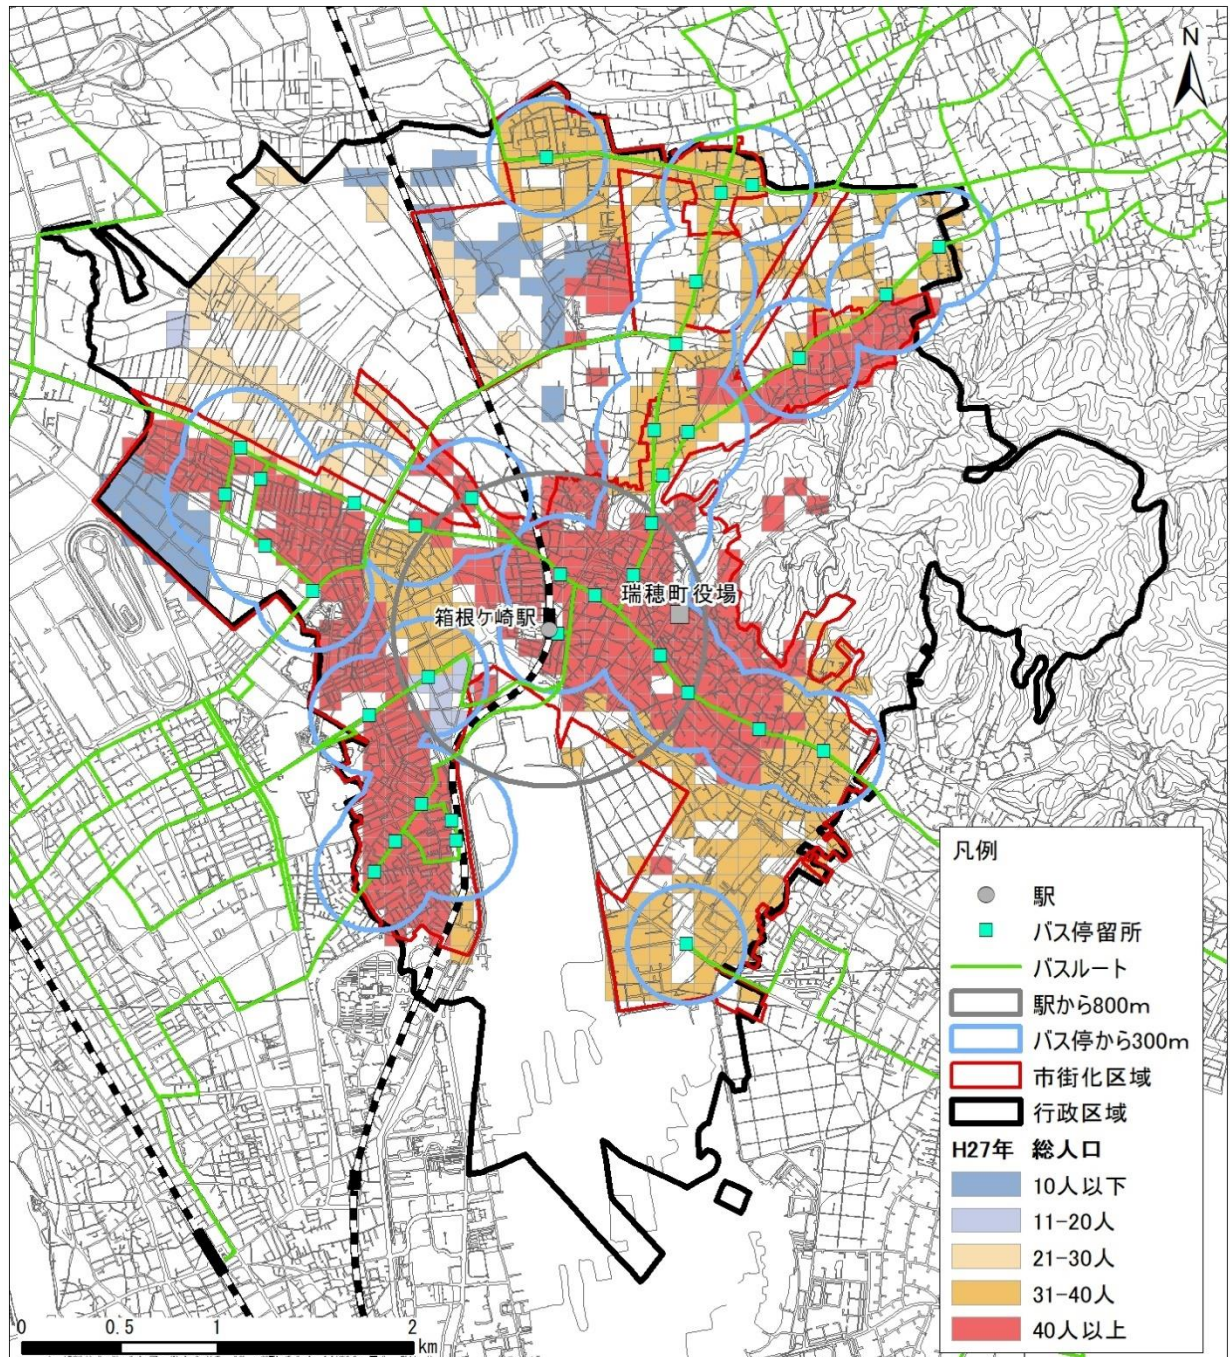 N
瑞穂町役場
箱根ケ崎駅
凡例
駅
バス停留所
バスルート
駅から800m
バス停から300m
市街化区域
行政区域
H27年 総人口
10人以下
11-20人
21-30人
31-40人
40人以上
0 0.5 1 2
km